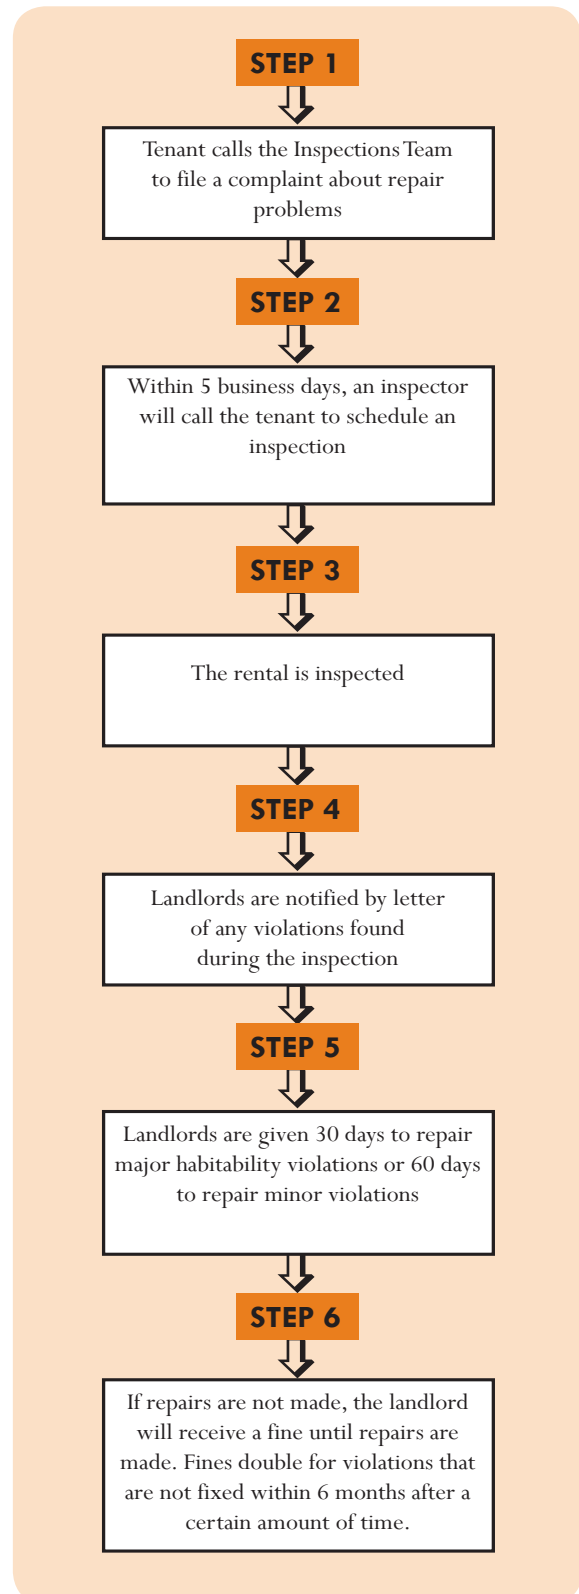 STEP 1
Tenant calls the Inspections Team
to file a complaint about repair
problems
STEP 2
Within 5 business days, an inspector
will call the tenant to schedule an
inspection
STEP 3
The rental is inspected
STEP 4
Landlords are notified by letter
of any violations found
during the inspection
STEP 5
Landlords are given 30 days to repair
major habitability violations or 60 days
to repair minor violations
STEP 6
If repairs are not made, the landlord
will receive a fine until repairs are
made. Fines double for violations that
are not fixed within 6 months after a
certain amount of time.